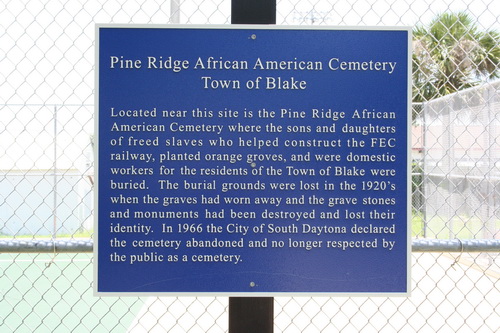 Pine Ridge African American Cemetery
Town of Blake
Located near this site is the Pine Ridge African
American Cemetery where the sons and daughters
of freed slaves who helped construct the FEC
railway, planted orange groves, and were domestic
workers for the residents of the Town of Blake were
buried. The burial grounds were lost in the 1920's
when the graves had worn away and the grave stones
and monuments had been destroyed and lost their
identity. In 1966 the City of South Daytona declared
the cemetery abandoned and no longer respected by
the public as a cemetery.